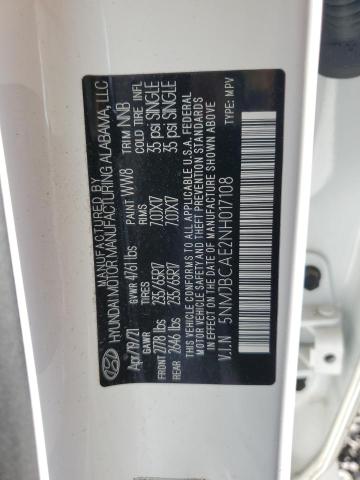 MANUFACTURED BY
HYUNDAI MOTOR MANUFACTURING ALABAMA, LLC
Apr/19/21 GVWR 4761 lbs PAINT WW8 TRIM NNB
GAWR TIRES RIMS COLD TIRE INFL
FRONT 2778 lbs 235/65R17 7.0JX17 35 psi SINGLE
REAR 2646 lbs 235/65R17 7.0JX17 35 psi SINGLE
THIS VEHICLE CONFORMS TO ALL APPLICABLE U.S.A. FEDERAL
MOTOR VEHICLE SAFETY AND THEFT PREVENTION STANDARDS
IN EFFECT ON THE DATE OF MANUFACTURE SHOWN ABOVE.
V.I.N 5NMJBCAE2NH017108 TYPE: MPV